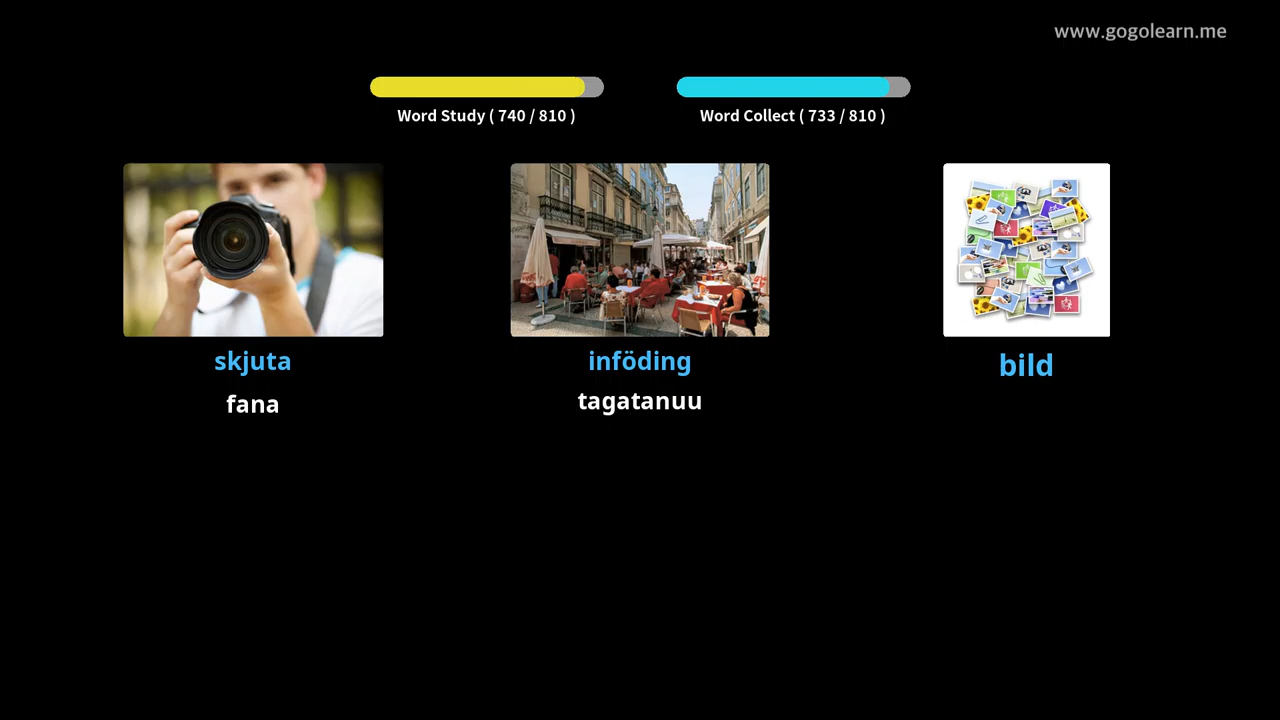 www.gogolearn.me
Word Study ( 740 / 810 )
Word Collect ( 733 / 810 )
skjuta
inföding
bild
fana
tagatanuu